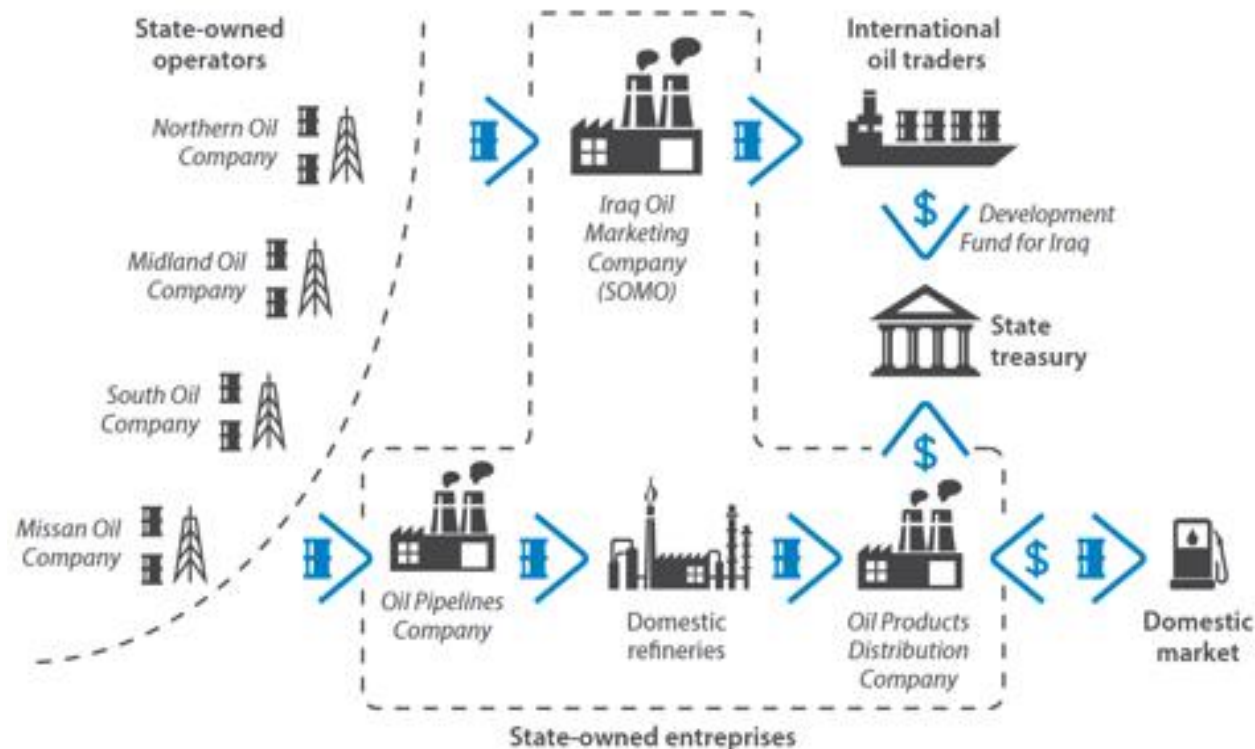 State-owned
operators
Northern Oil
Company
Midland Oil
Company
South Oil
Company
Missan Oil
Company
Iraq Oil
Marketing
Company
(SOMO)
International
oil traders
$
Development
Fund for Iraq
State
treasury
$
Oil Pipelines
Company
Domestic
refineries
Oil Products
Distribution
Company
$
Domestic
market
State-owned entreprises